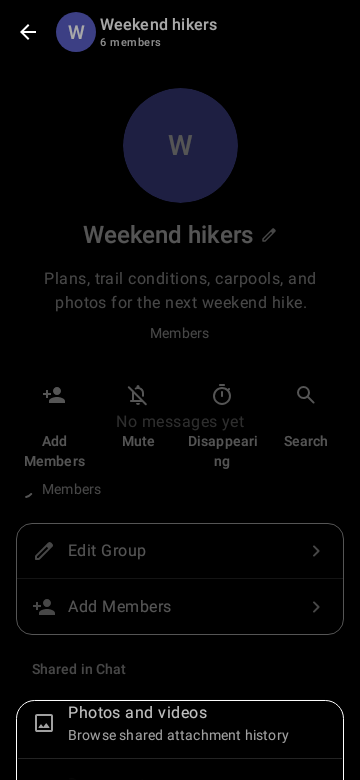 W
Weekend hikers
6 members
W
Weekend hikers
Plans, trail conditions, carpools, and
photos for the next weekend hike.
Members
No messages yet
Add
Members
Mute
Disappeari
ng
Search
Members
Edit Group
Add Members
Shared in Chat
Photos and videos
Browse shared attachment history